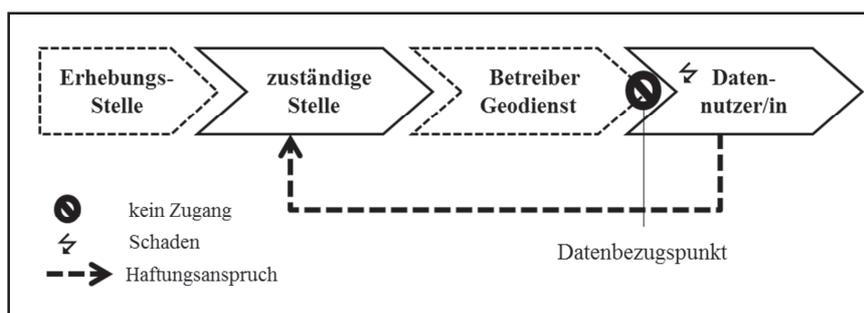 Erhebungs-
Stelle
zuständige
Stelle
Betreiber
Geodienst
Daten-
nutzer/in
kein Zugang
Schaden
Haftungsanspruch
Datenbezugspunkt